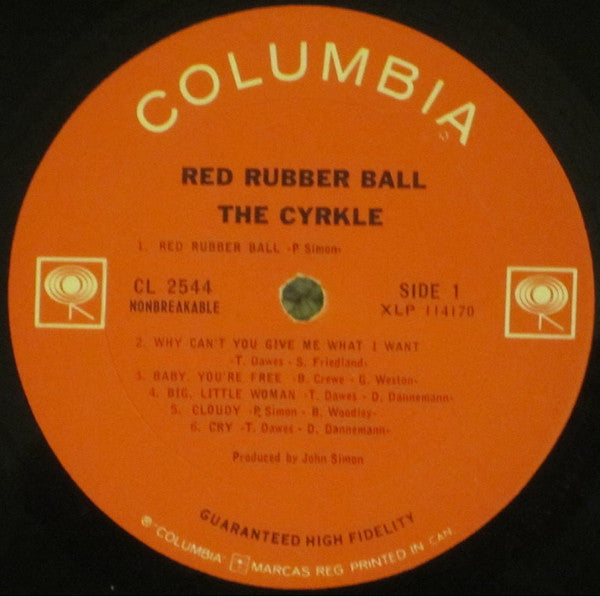 COLUMBIA
RED RUBBER BALL
THE CYRKLE
1. RED RUBBER BALL -P. Simon-
CL 2544
NONBREAKABLE
SIDE 1
XLP 114170
2. WHY CAN'T YOU GIVE ME WHAT I WANT
-T. Dawes - S. Friedland-
3. BABY, YOU'RE FREE -B. Crewe - G. Weston-
4. BIG, LITTLE WOMAN -T. Dawes - D. Dannemann-
5. CLOUDY -P. Simon - B. Woodley-
6. CRY -T. Dawes - D. Dannemann-
Produced by John Simon
GUARANTEED HIGH FIDELITY
® "COLUMBIA" MARCAS REG. PRINTED IN CAN.